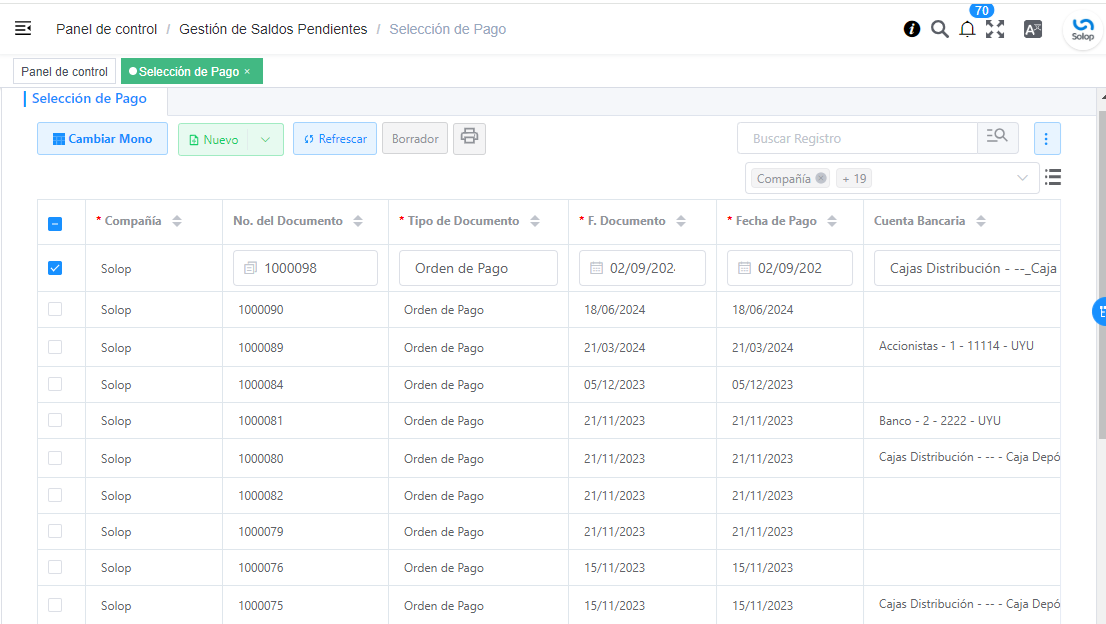 70
Panel de control / Gestión de Saldos Pendientes / Selección de Pago
Solop
Panel de control Selección de Pago ×
Selección de Pago
Cambiar Mono Nuevo Refrescar Borrador Buscar Registro
Compañía + 19
* Compañía No. del Documento * Tipo de Documento * F. Documento * Fecha de Pago Cuenta Bancaria
Solop 1000098 Orden de Pago 02/09/202 02/09/202 Cajas Distribución - --_Caja
Solop 1000090 Orden de Pago 18/06/2024 18/06/2024
Solop 1000089 Orden de Pago 21/03/2024 21/03/2024 Accionistas - 1 - 11114 - UYU
Solop 1000084 Orden de Pago 05/12/2023 05/12/2023
Solop 1000081 Orden de Pago 21/11/2023 21/11/2023 Banco - 2 - 2222 - UYU
Solop 1000080 Orden de Pago 21/11/2023 21/11/2023 Cajas Distribución - -- - Caja Depó
Solop 1000082 Orden de Pago 21/11/2023 21/11/2023
Solop 1000079 Orden de Pago 21/11/2023 21/11/2023
Solop 1000076 Orden de Pago 15/11/2023 15/11/2023
Solop 1000075 Orden de Pago 15/11/2023 15/11/2023 Cajas Distribución - -- - Caja Depó